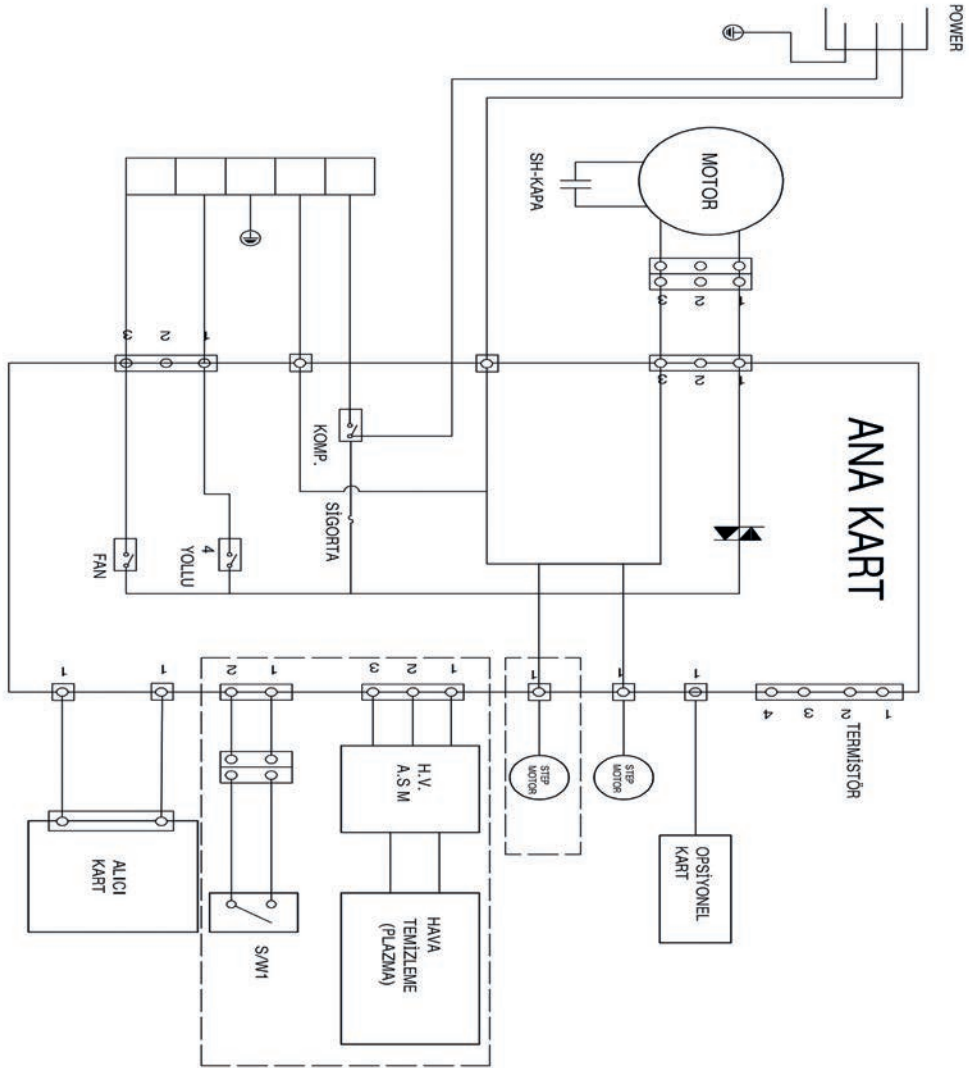 POWER
MOTOR
SH-KAPA
3
2
1
3
2
1
3
2
1
ANA KART
KOMP.
SİGORTA
4
YOLLU
FAN
1
1
2
1
3
2
1
1
1
1
4
3
2
1
TERMİSTÖR
STEP
MOTOR
STEP
MOTOR
H.V.
A.S M
OPSİYONEL
KART
ALICI
KART
S/W1
HAVA
TEMİZLEME
(PLAZMA)